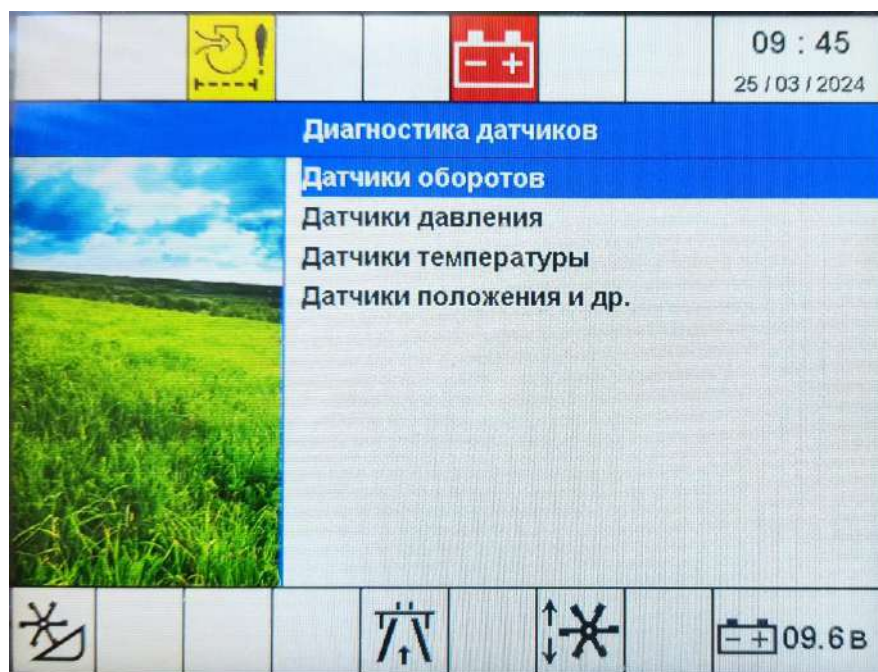 09 : 45
25 / 03 / 2024
Диагностика датчиков
Датчики оборотов
Датчики давления
Датчики температуры
Датчики положения и др.
09.6 В